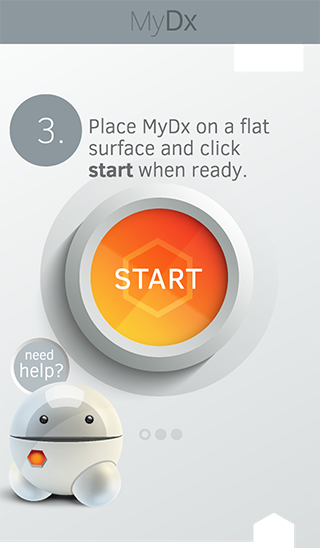 MyDx
3.
Place MyDx on a flat
surface and click
start when ready.
START
need
help?